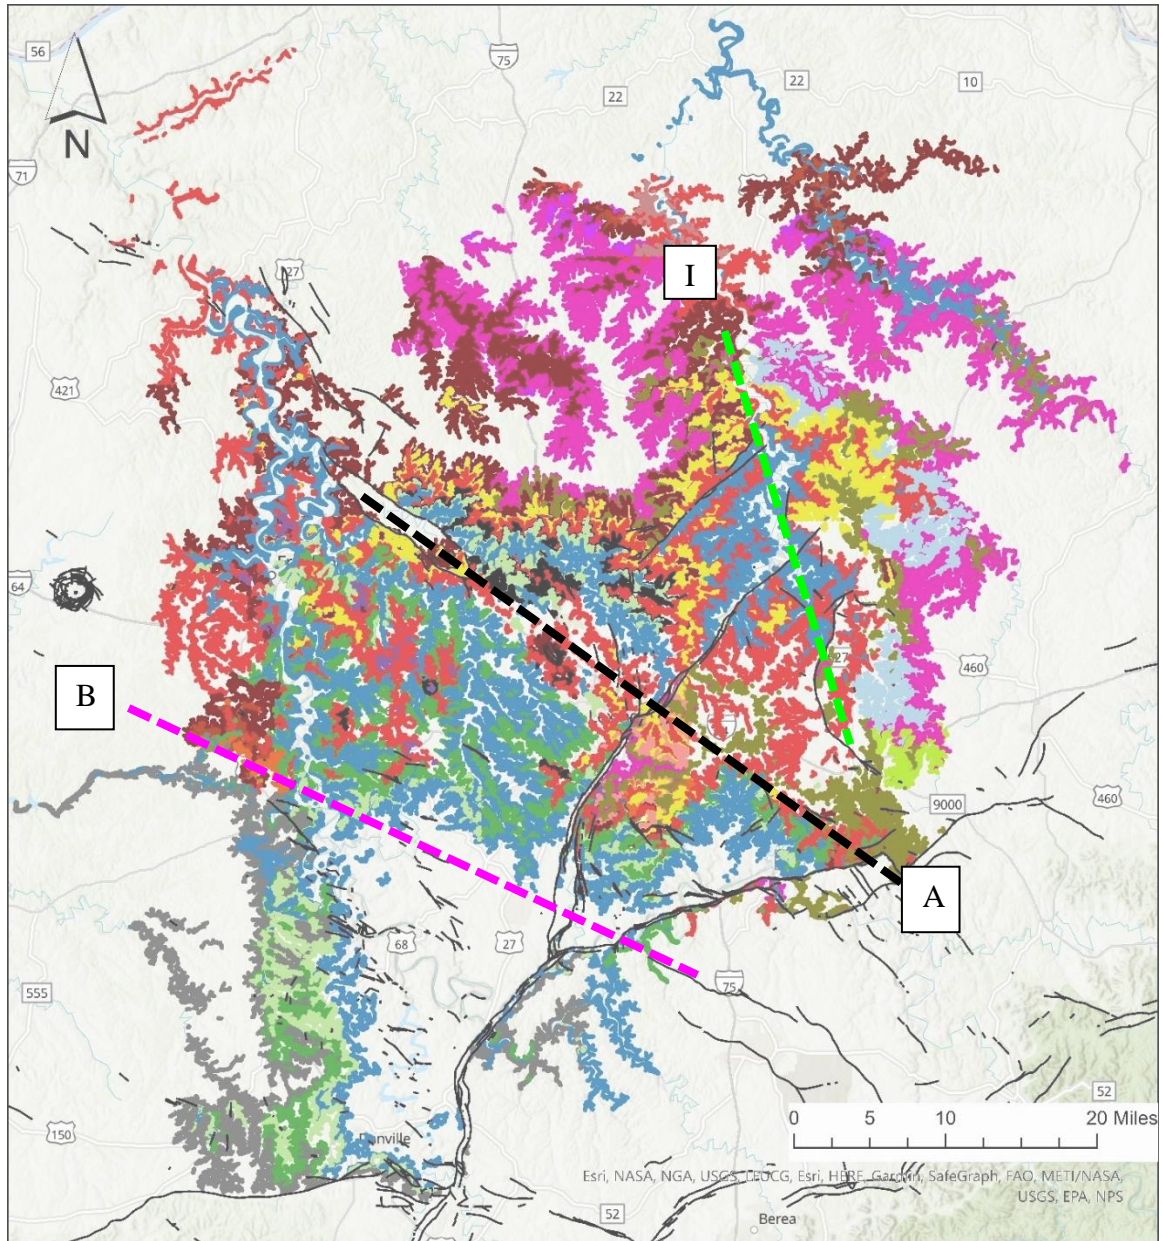 56
75
22
22
10
N
71
I
127
421
64
27
460
B
9000
460
A
68
27
75
555
52
0 5 10 20 Miles
150
Danville
Esri, NASA, NGA, USGS, FEUCG, Esri, HERE, Garmin, SafeGraph, FAO, METI/NASA,
USGS, EPA, NPS
52
Berea